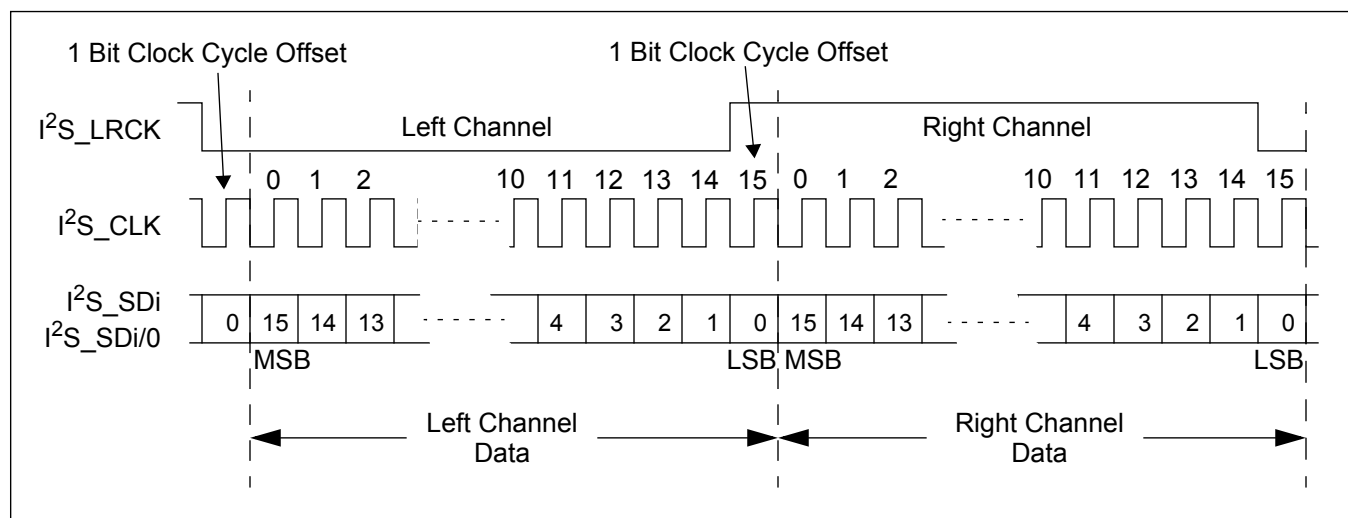 1 Bit Clock Cycle Offset 1 Bit Clock Cycle Offset
I²S_LRCK Left Channel Right Channel
0 1 2 10 11 12 13 14 15 0 1 2 10 11 12 13 14 15
I²S_CLK
I²S_SDi
I²S_SDi/0 0 15 14 13 4 3 2 1 0 15 14 13 4 3 2 1 0
MSB LSB MSB LSB
Left Channel Right Channel
Data Data